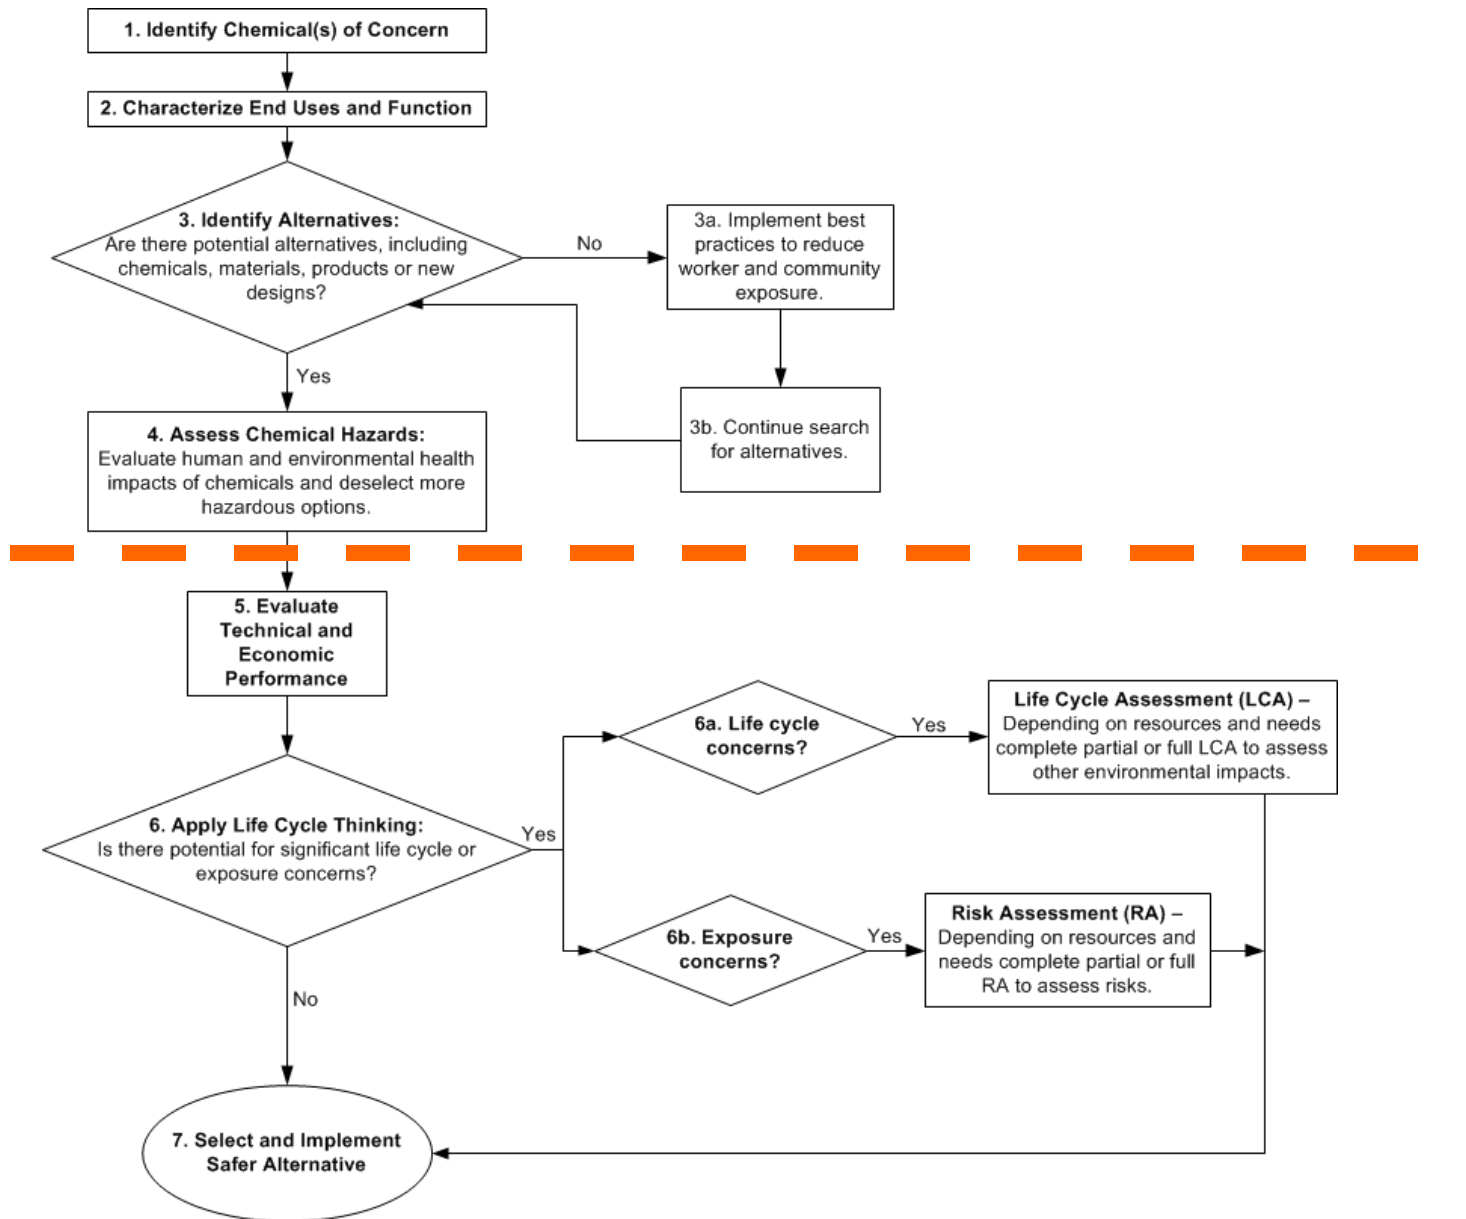 1. Identify Chemical(s) of Concern
2. Characterize End Uses and Function
3. Identify Alternatives:
Are there potential alternatives, including
chemicals, materials, products or new
designs?
No
3a. Implement best
practices to reduce
worker and community
exposure.
3b. Continue search
for alternatives.
Yes
4. Assess Chemical Hazards:
Evaluate human and environmental health
impacts of chemicals and deselect more
hazardous options.
5. Evaluate
Technical and
Economic
Performance
6. Apply Life Cycle Thinking:
Is there potential for significant life cycle or
exposure concerns?
Yes
6a. Life cycle
concerns?
Yes
Life Cycle Assessment (LCA) –
Depending on resources and needs
complete partial or full LCA to assess
other environmental impacts.
6b. Exposure
concerns?
Yes
Risk Assessment (RA) –
Depending on resources and
needs complete partial or full
RA to assess risks.
No
7. Select and Implement
Safer Alternative